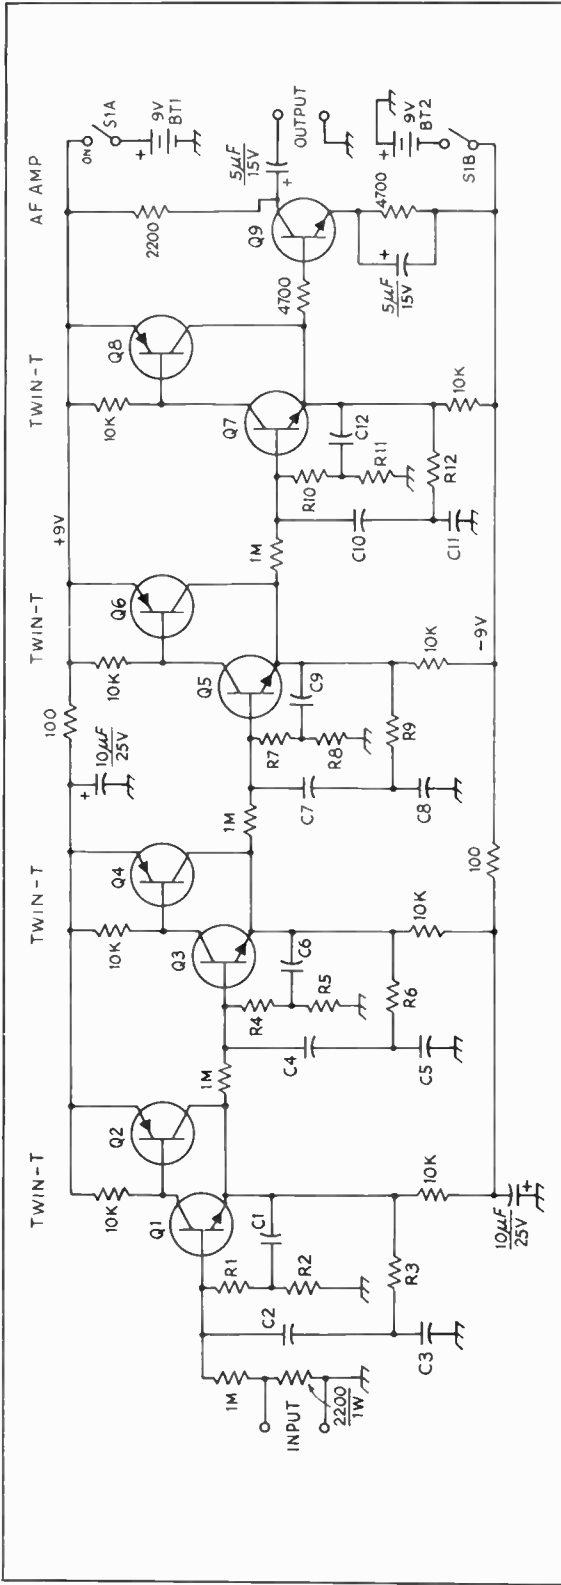 TWIN-T
TWIN-T
TWIN-T
TWIN-T
AF AMP
+9V
100
10µF
25V
ON
S1A
+
9V
BT1
10K
Q2
10K
Q4
10K
Q6
10K
Q8
2200
Q1
Q3
Q5
Q7
Q9
4700
5µF
15V
+
OUTPUT
1M
INPUT
2200
1W
R1
C1
R2
C2
R3
C3
10K
1M
R4
C6
R5
C4
R6
C5
10K
1M
R7
C9
R8
C7
R9
C8
10K
1M
R10
C12
R11
C10
R12
C11
10K
+
5µF
15V
4700
+
9V
BT2
S1B
10µF
25V
+
100
-9V
+